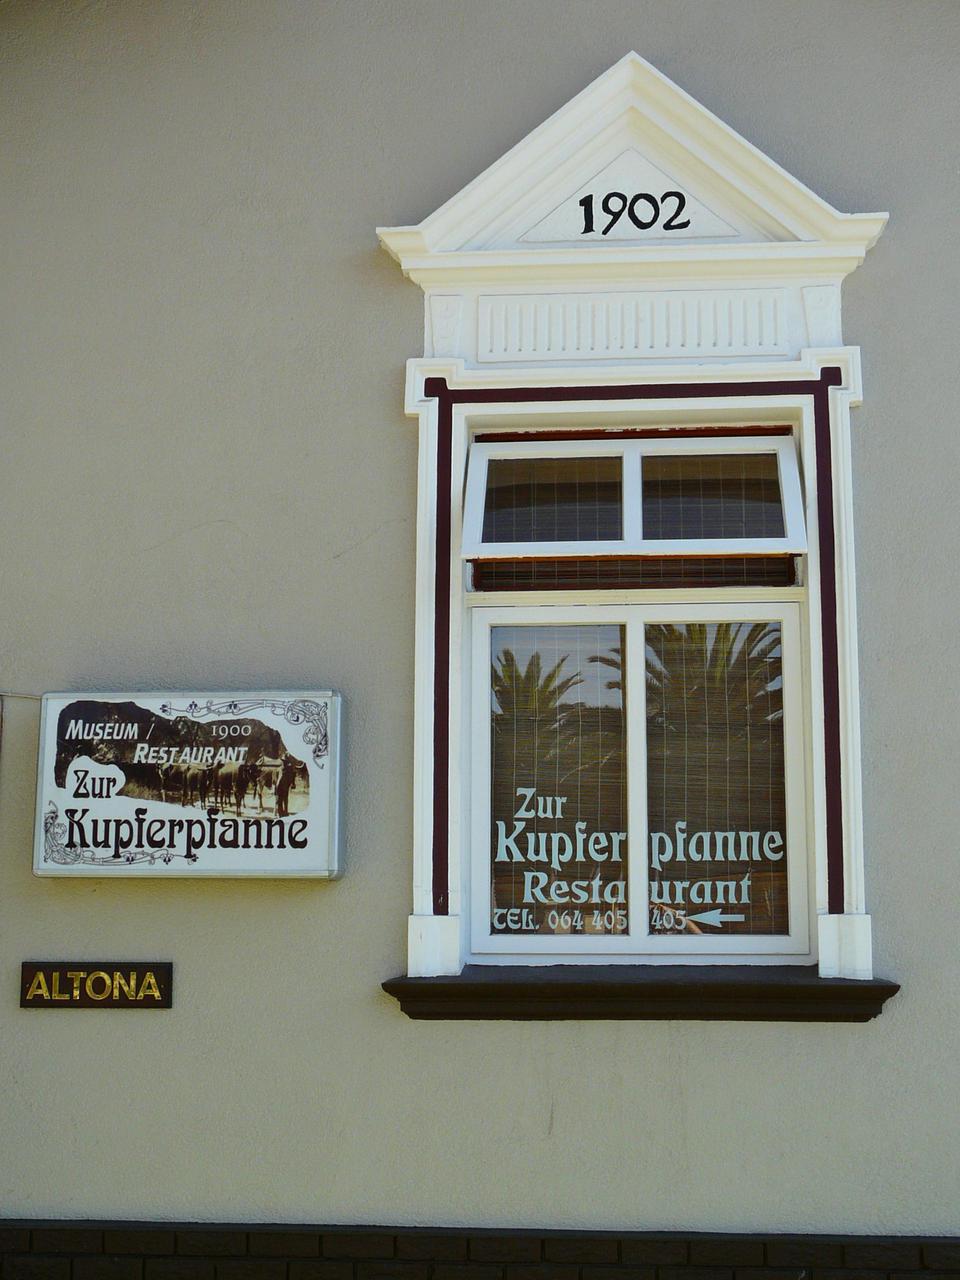 1902
MUSEUM / 1900
RESTAURANT
Zur
Kupferpfanne
ALTONA
Zur
Kupferpfanne
Restaurant
TEL. 064 405 405